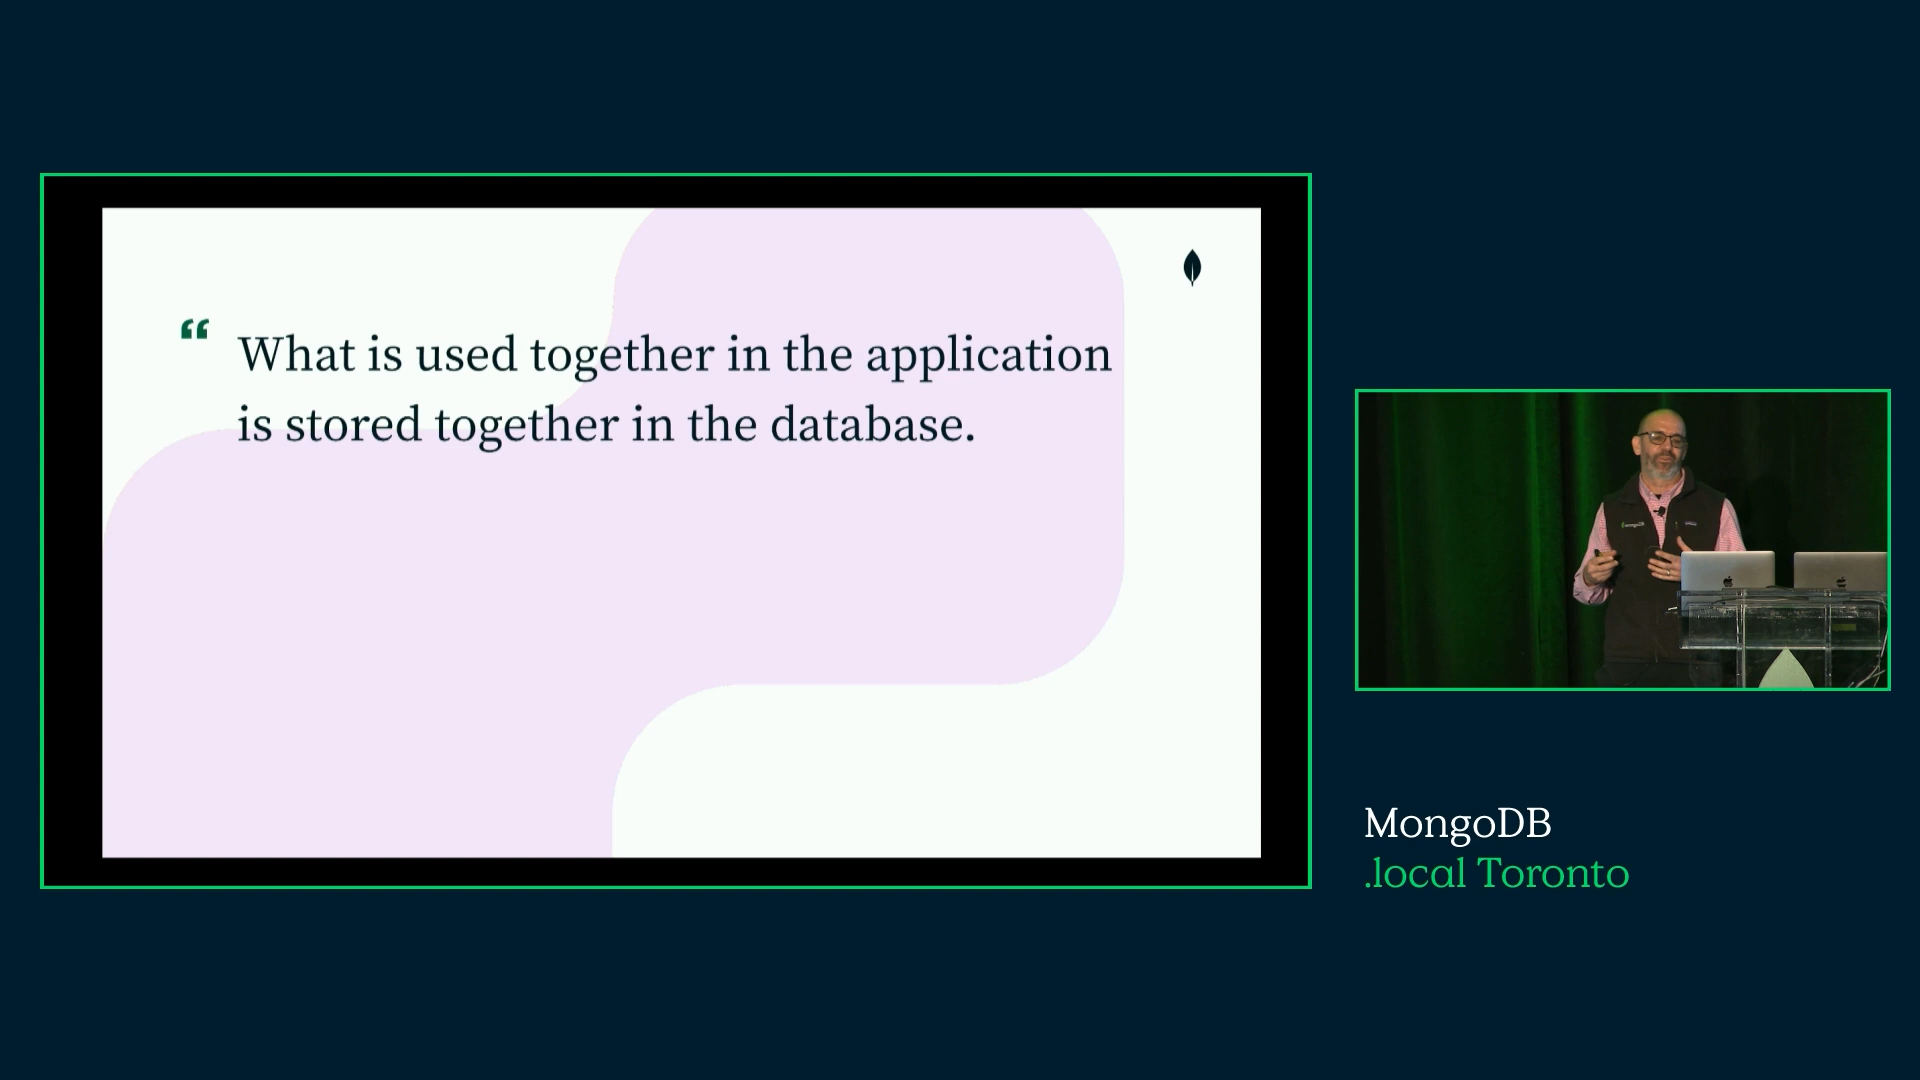 “ What is used together in the application
is stored together in the database.
MongoDB
.local Toronto